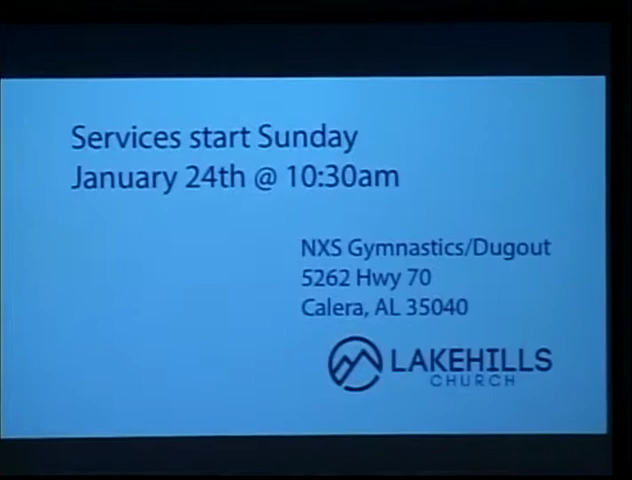 Services start Sunday
January 24th @ 10:30am
NXS Gymnastics/Dugout
5262 Hwy 70
Calera, AL 35040
LAKEHILLS
CHURCH